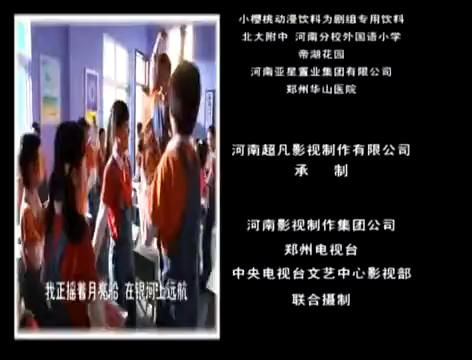 小樱桃动漫饮料为剧组专用饮料
北大附中 河南分校外国语小学
帝湖花园
河南亚星置业集团有限公司
郑州华山医院
河南超凡影视制作有限公司
承 制
河南影视制作集团公司
郑州电视台
中央电视台文艺中心影视部
联合摄制
我正摇着月亮船 在银河上远航